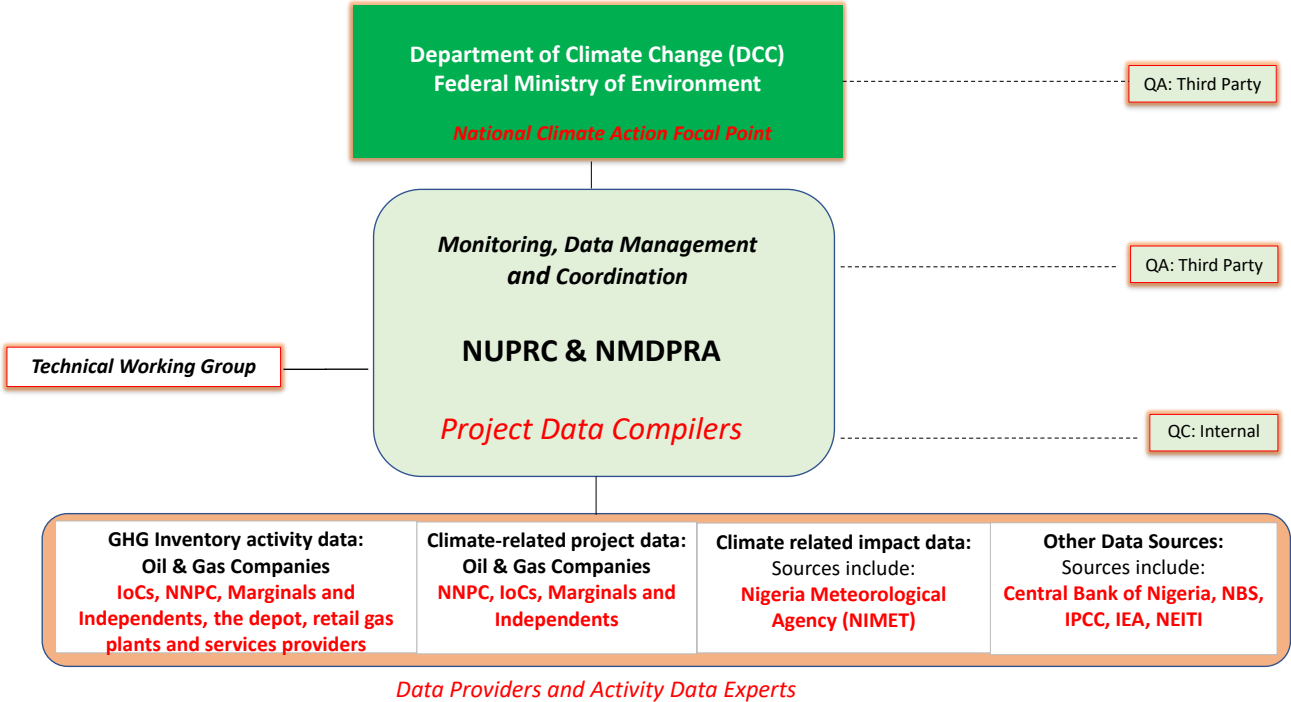 Department of Climate Change (DCC)
Federal Ministry of Environment
National Climate Action Focal Point
QA: Third Party
Monitoring, Data Management
and Coordination
QA: Third Party
NUPRC & NMDPRA
Technical Working Group
Project Data Compilers
QC: Internal
GHG Inventory activity data:
Oil & Gas Companies
IoCs, NNPC, Marginals and
Independents, the depot, retail gas
plants and services providers
Climate-related project data:
Oil & Gas Companies
NNPC, IoCs, Marginals and
Independents
Climate related impact data:
Sources include:
Nigeria Meteorological
Agency (NIMET)
Other Data Sources:
Sources include:
Central Bank of Nigeria, NBS,
IPCC, IEA, NEITI
Data Providers and Activity Data Experts